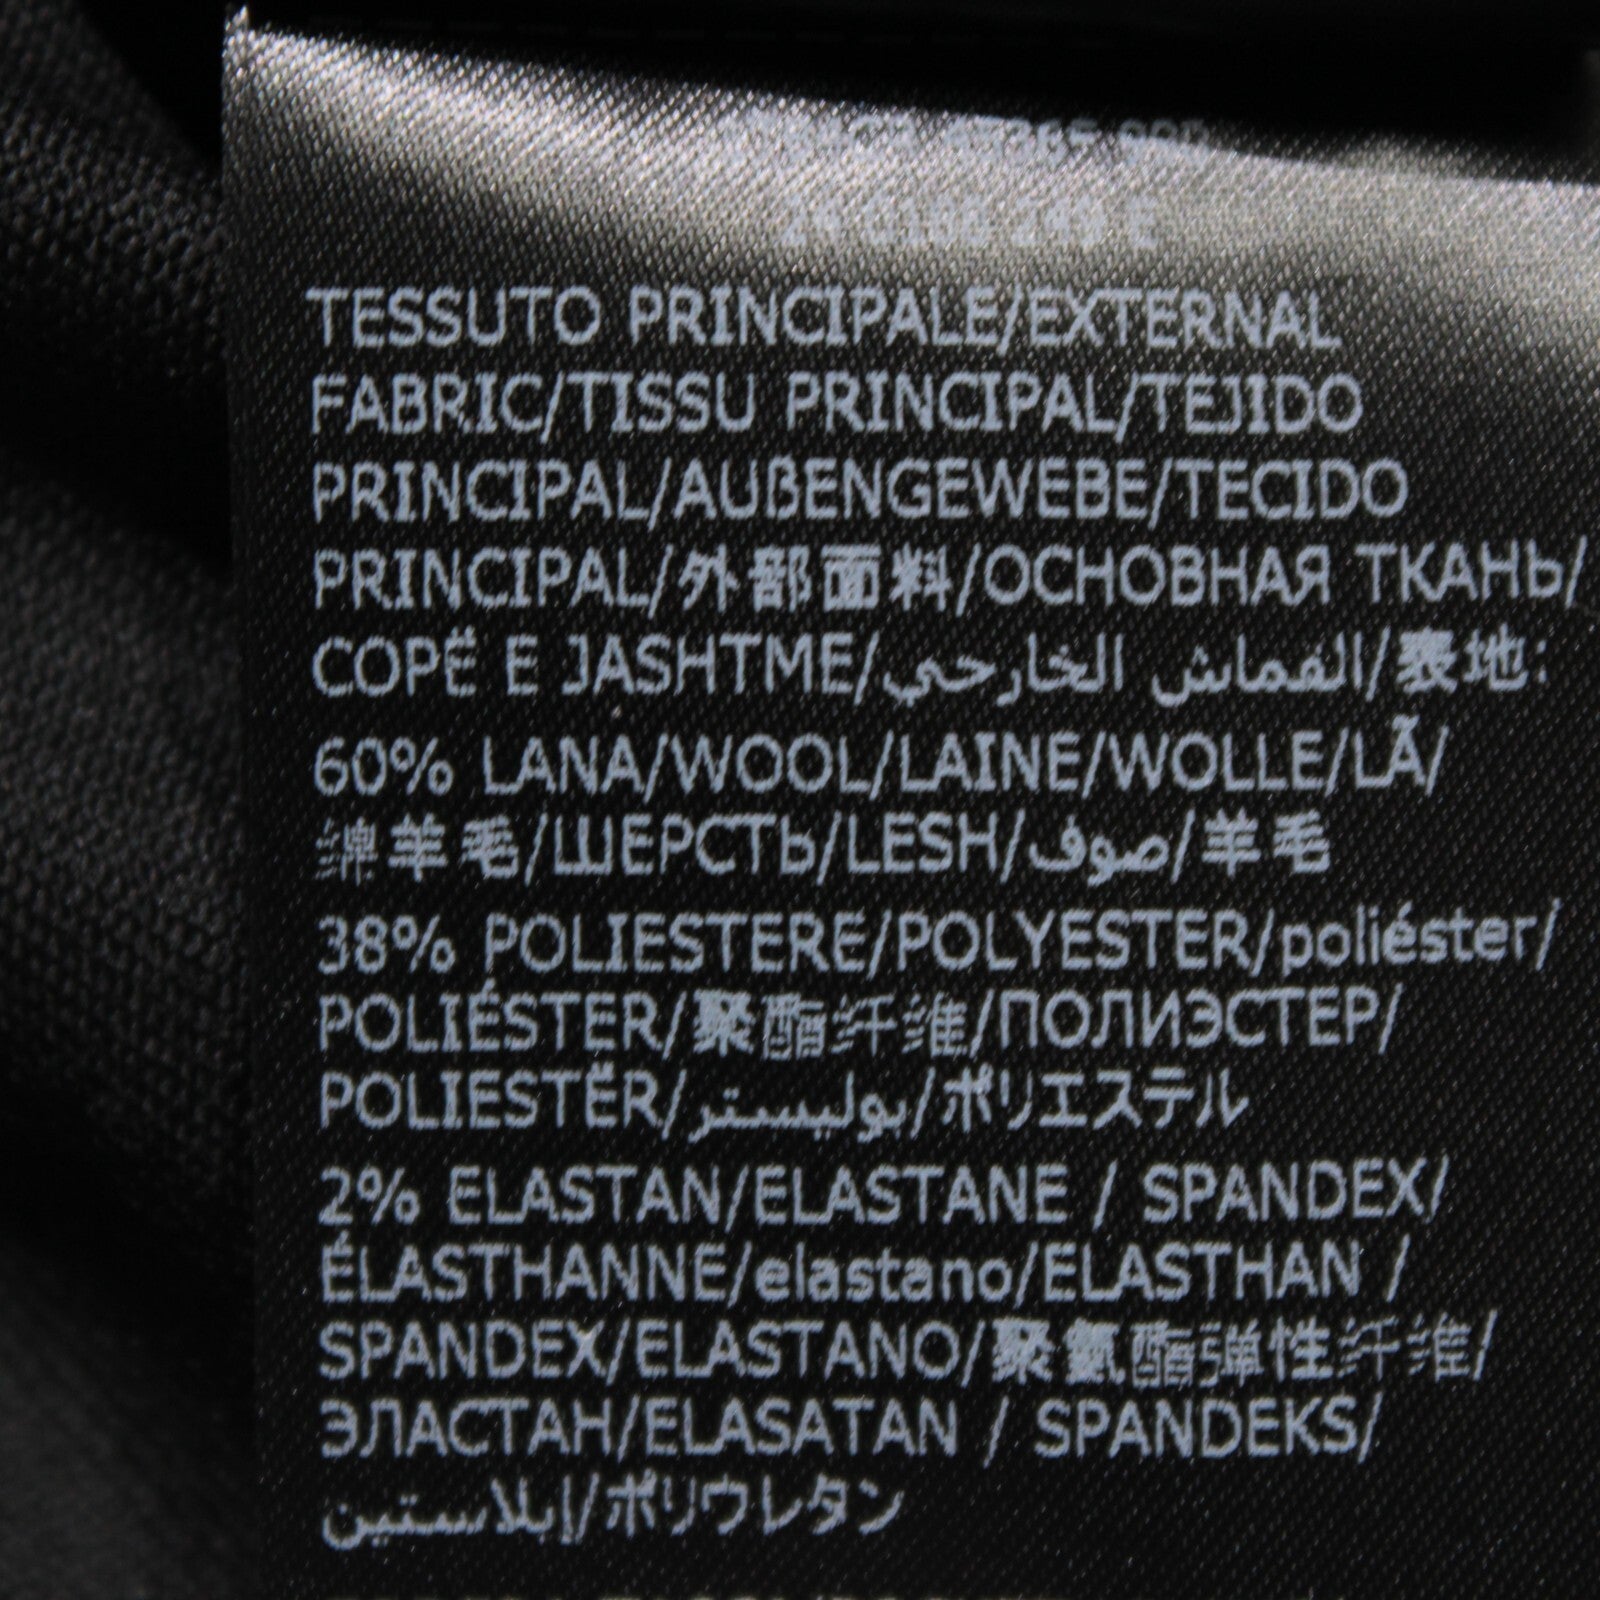 TESSUTO PRINCIPALE/EXTERNAL
FABRIC/TISSU PRINCIPAL/TEJIDO
PRINCIPAL/AUßENGEWEBE/TECIDO
PRINCIPAL/外部面料/ОСНОВНАЯ ТКАНЬ/
COPË E JASHTME/القماش الخارجي/表地:
60% LANA/WOOL/LAINE/WOLLE/LÃ/
绵羊毛/ШЕРСТЬ/LESH/صوف/羊毛
38% POLIESTERE/POLYESTER/poliéster/
POLIÉSTER/聚酯纤维/ПОЛИЭСТЕР/
POLIESTËR/بوليستر/ポリエステル
2% ELASTAN/ELASTANE / SPANDEX/
ÉLASTHANNE/elastano/ELASTHAN /
SPANDEX/ELASTANO/聚氨酯弹性纤维/
ЭЛАСТАН/ELASATAN / SPANDEKS/
إيلاستين/ポリウレタン